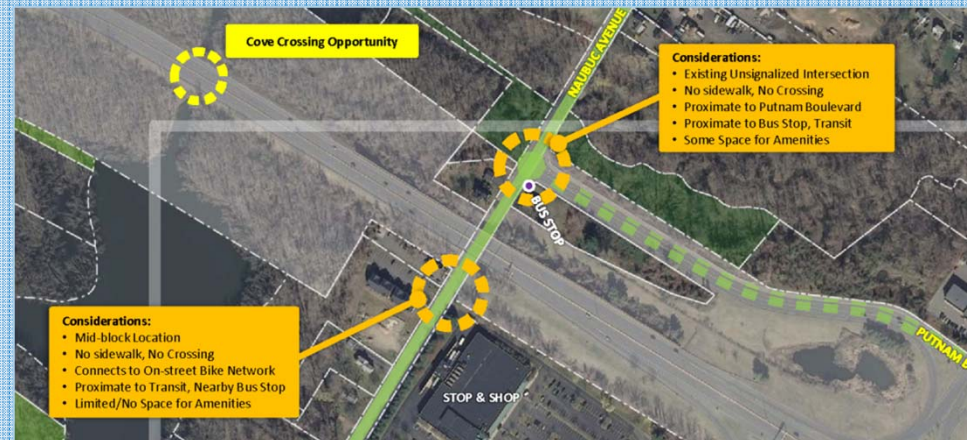 Cove Crossing Opportunity
NAUBUC AVENUE
Considerations:
• Existing Unsignalized Intersection
• No sidewalk, No Crossing
• Proximate to Putnam Boulevard
• Proximate to Bus Stop, Transit
• Some Space for Amenities
BUS STOP
Considerations:
• Mid-block Location
• No sidewalk, No Crossing
• Connects to On-street Bike Network
• Proximate to Transit, Nearby Bus Stop
• Limited/No Space for Amenities
STOP & SHOP
PUTNAM